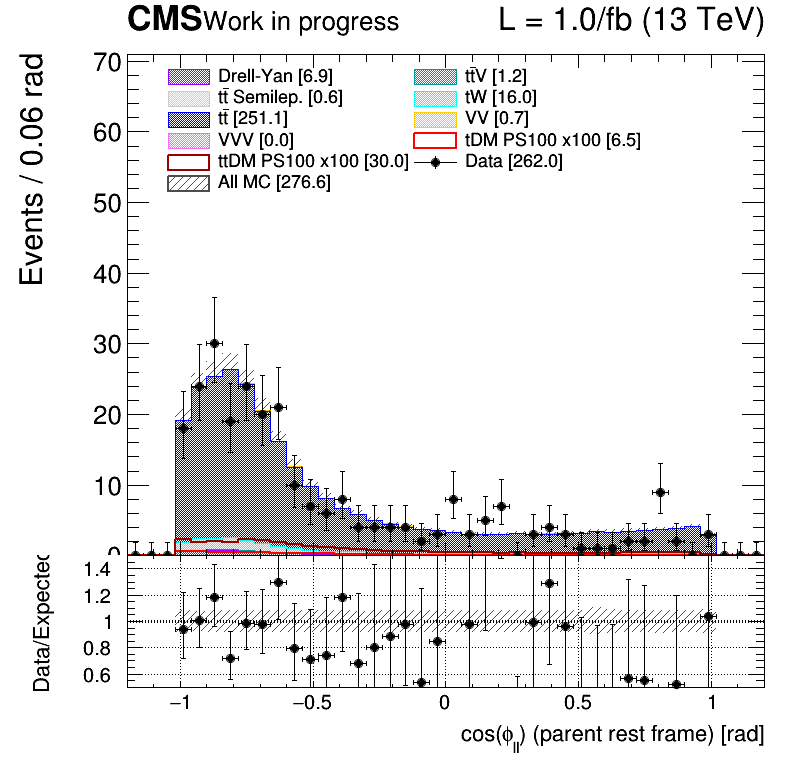 CMS Work in progress L = 1.0/fb (13 TeV)
Events / 0.06 rad
70
60
50
40
30
20
10
0
Drell-Yan [6.9]
tt̄V [1.2]
tt̄ Semilep. [0.6]
tW [16.0]
tt̄ [251.1]
VV [0.7]
VVV [0.0]
tDM PS100 x100 [6.5]
ttDM PS100 x100 [30.0]
Data [262.0]
All MC [276.6]
Data/Expected
1.4
1.2
1
0.8
0.6
−1 −0.5 0 0.5 1
cos(ϕll) (parent rest frame) [rad]